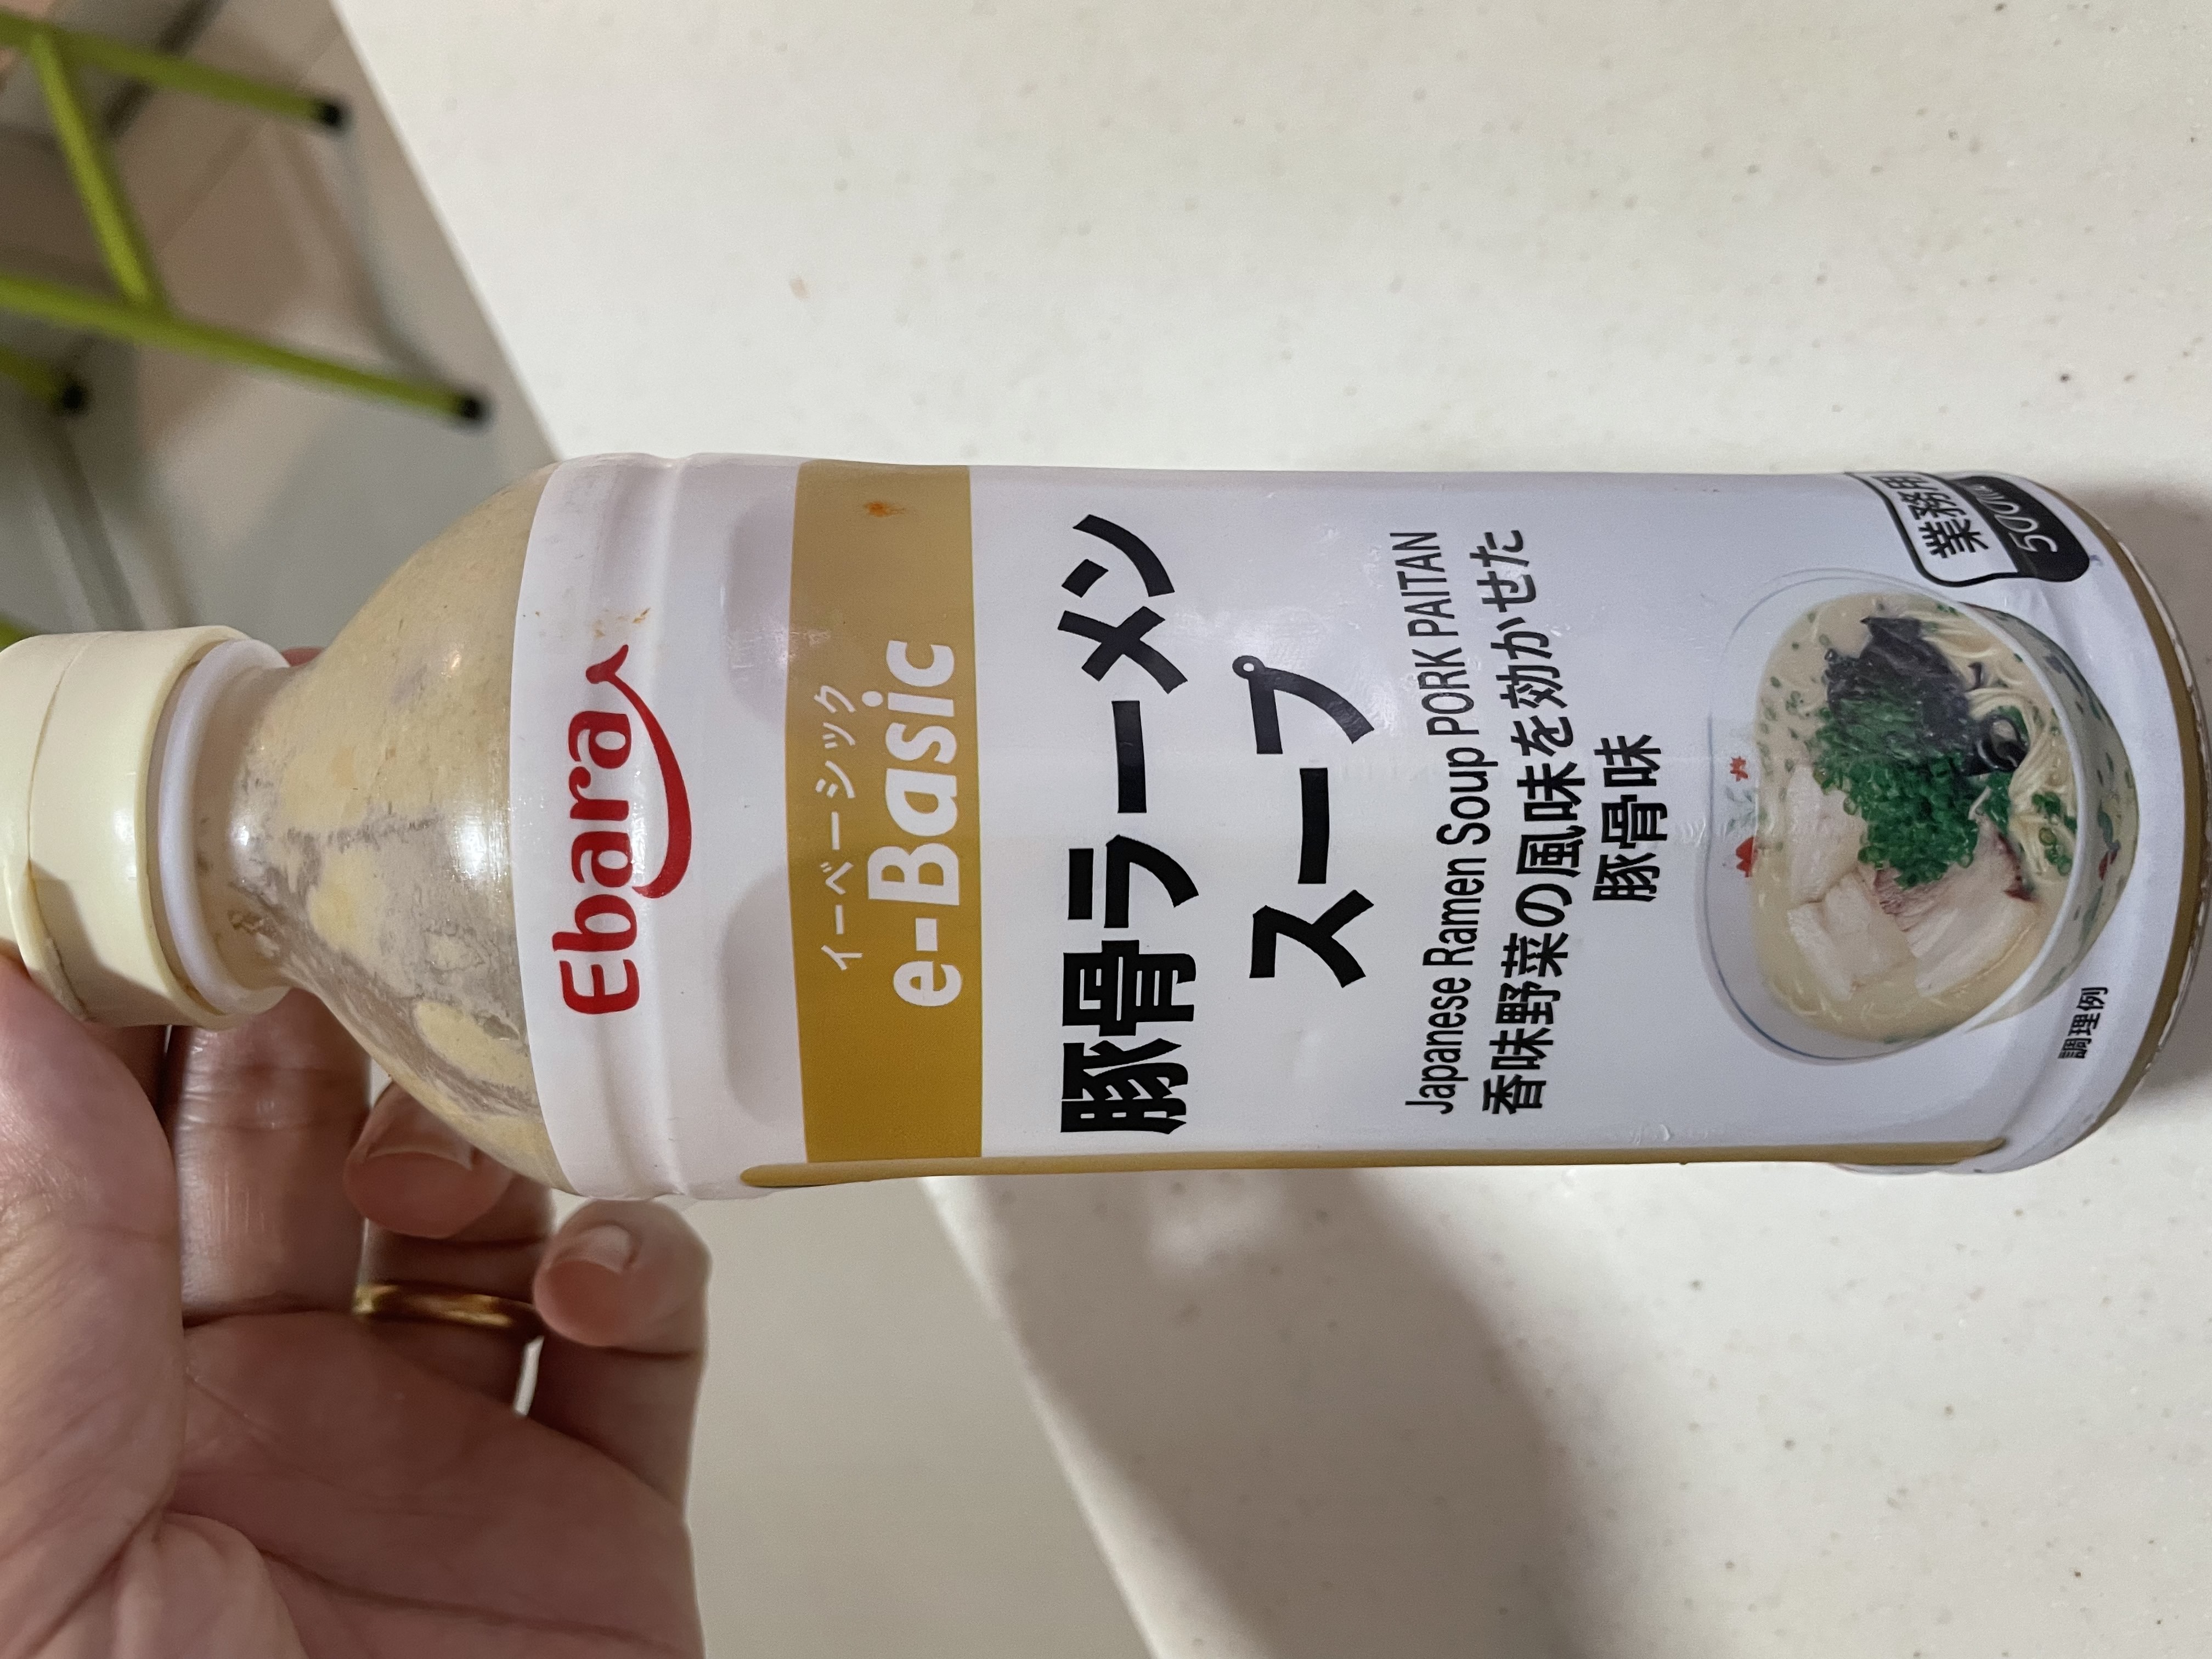 Ebara
イーベーシック
e-Basic
豚骨ラーメン
スープ
Japanese Ramen Soup PORK PAITAN
香味野菜の風味を効かせた
豚骨味
業務用
調理例